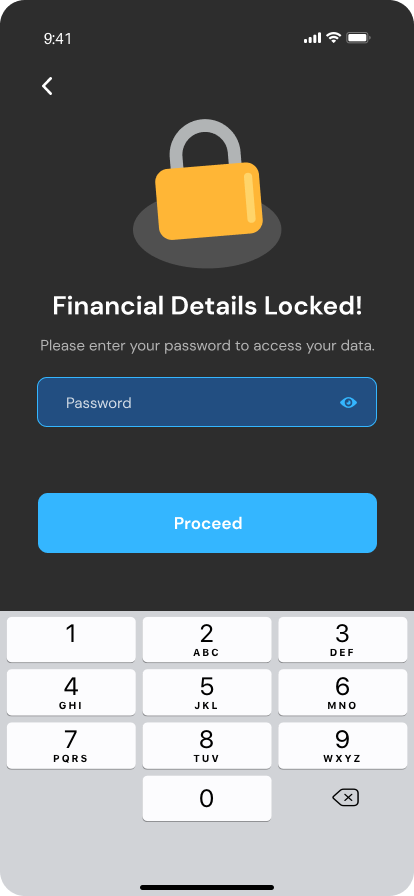 9:41
Financial Details Locked!
Please enter your password to access your data.
Password
Proceed
1 2 3
ABC DEF
4 5 6
GHI JKL MNO
7 8 9
PQRS TUV WXYZ
0